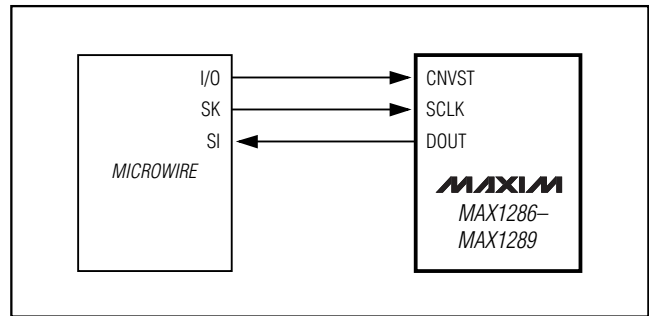 I/O
CNVST
SK
SCLK
SI
DOUT
MICROWIRE
MAXIM
MAX1286–
MAX1289